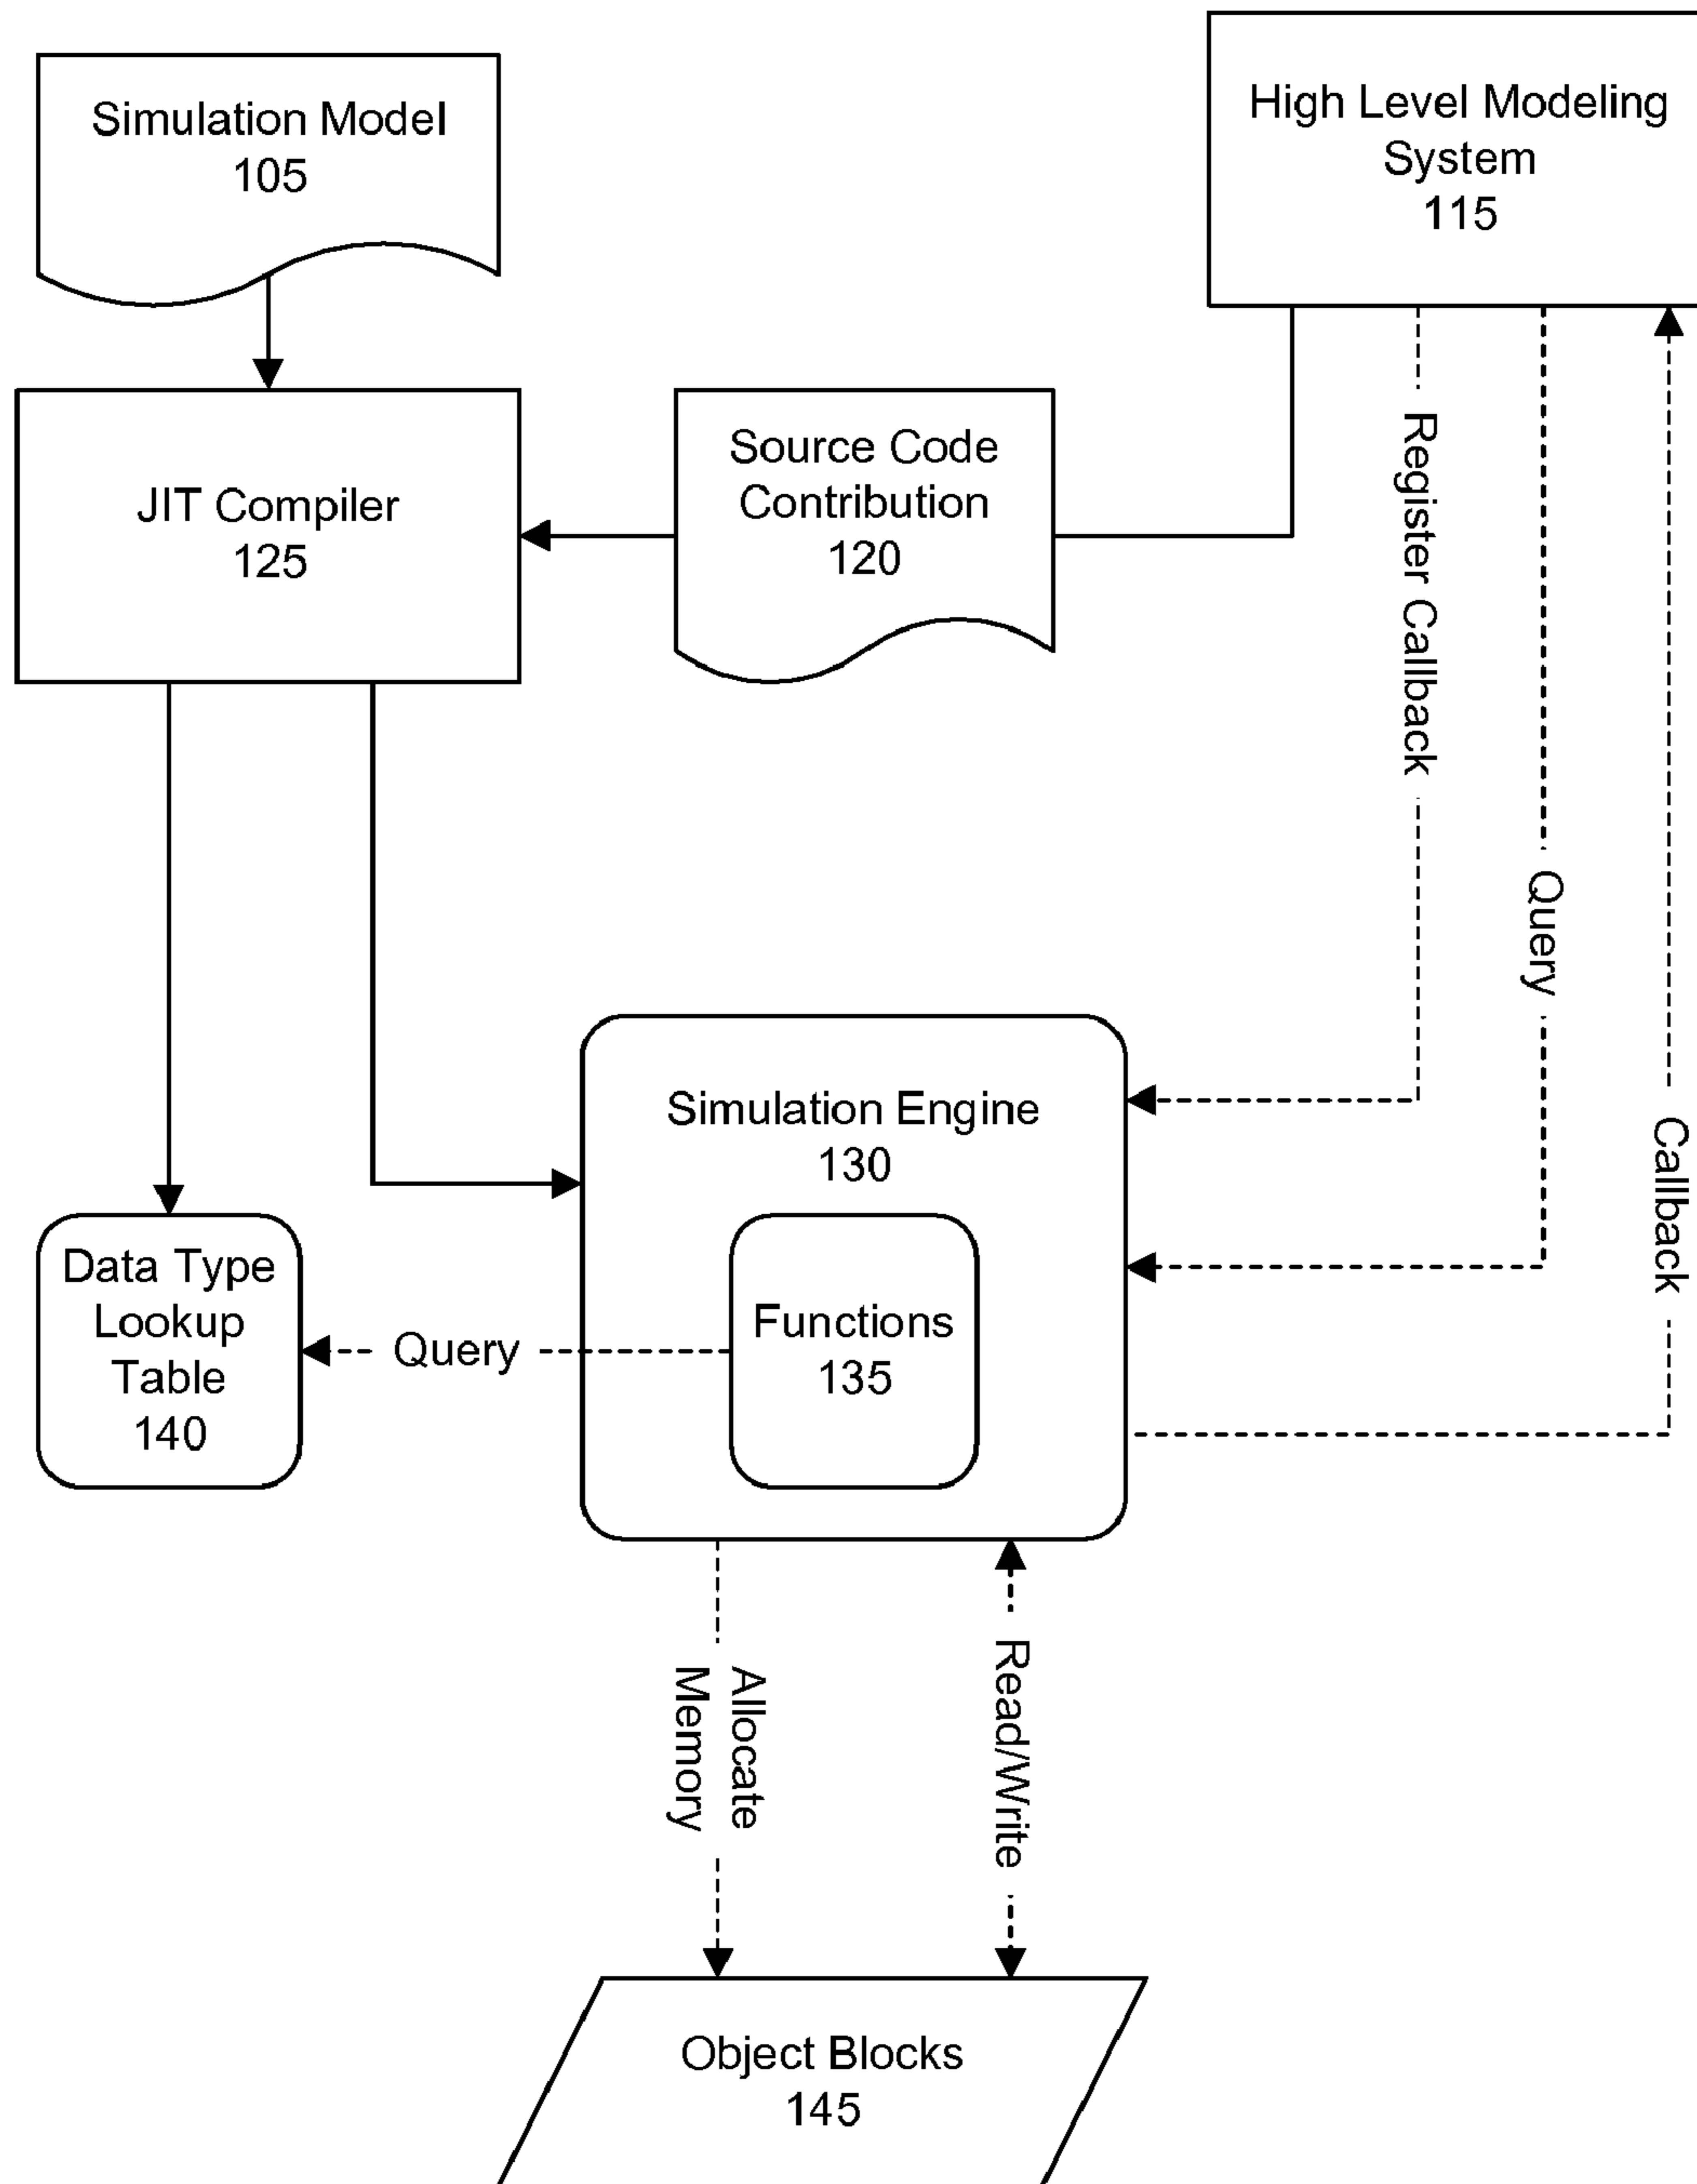 Simulation Model
105
High Level Modeling
System
115
JIT Compiler
125
Source Code
Contribution
120
Register Callback
Query
Callback
Simulation Engine
130
Functions
135
Query
Data Type
Lookup
Table
140
Allocate
Memory
Read/Write
Object Blocks
145